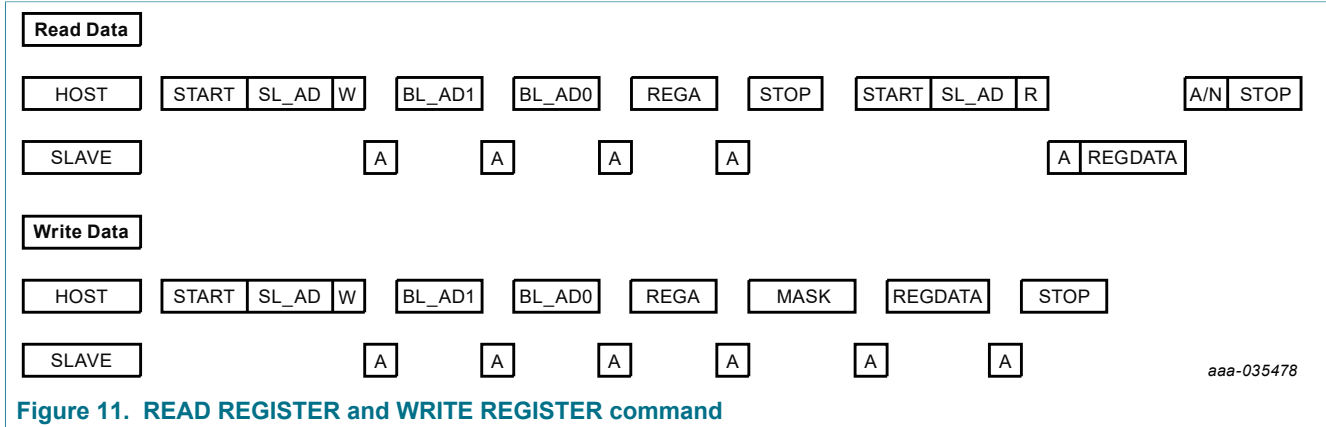 Read Data
HOST START SL_AD W BL_AD1 BL_AD0 REGA STOP START SL_AD R A/N STOP
SLAVE A A A A A REGDATA
Write Data
HOST START SL_AD W BL_AD1 BL_AD0 REGA MASK REGDATA STOP
SLAVE A A A A A A
aaa-035478
Figure 11. READ REGISTER and WRITE REGISTER command